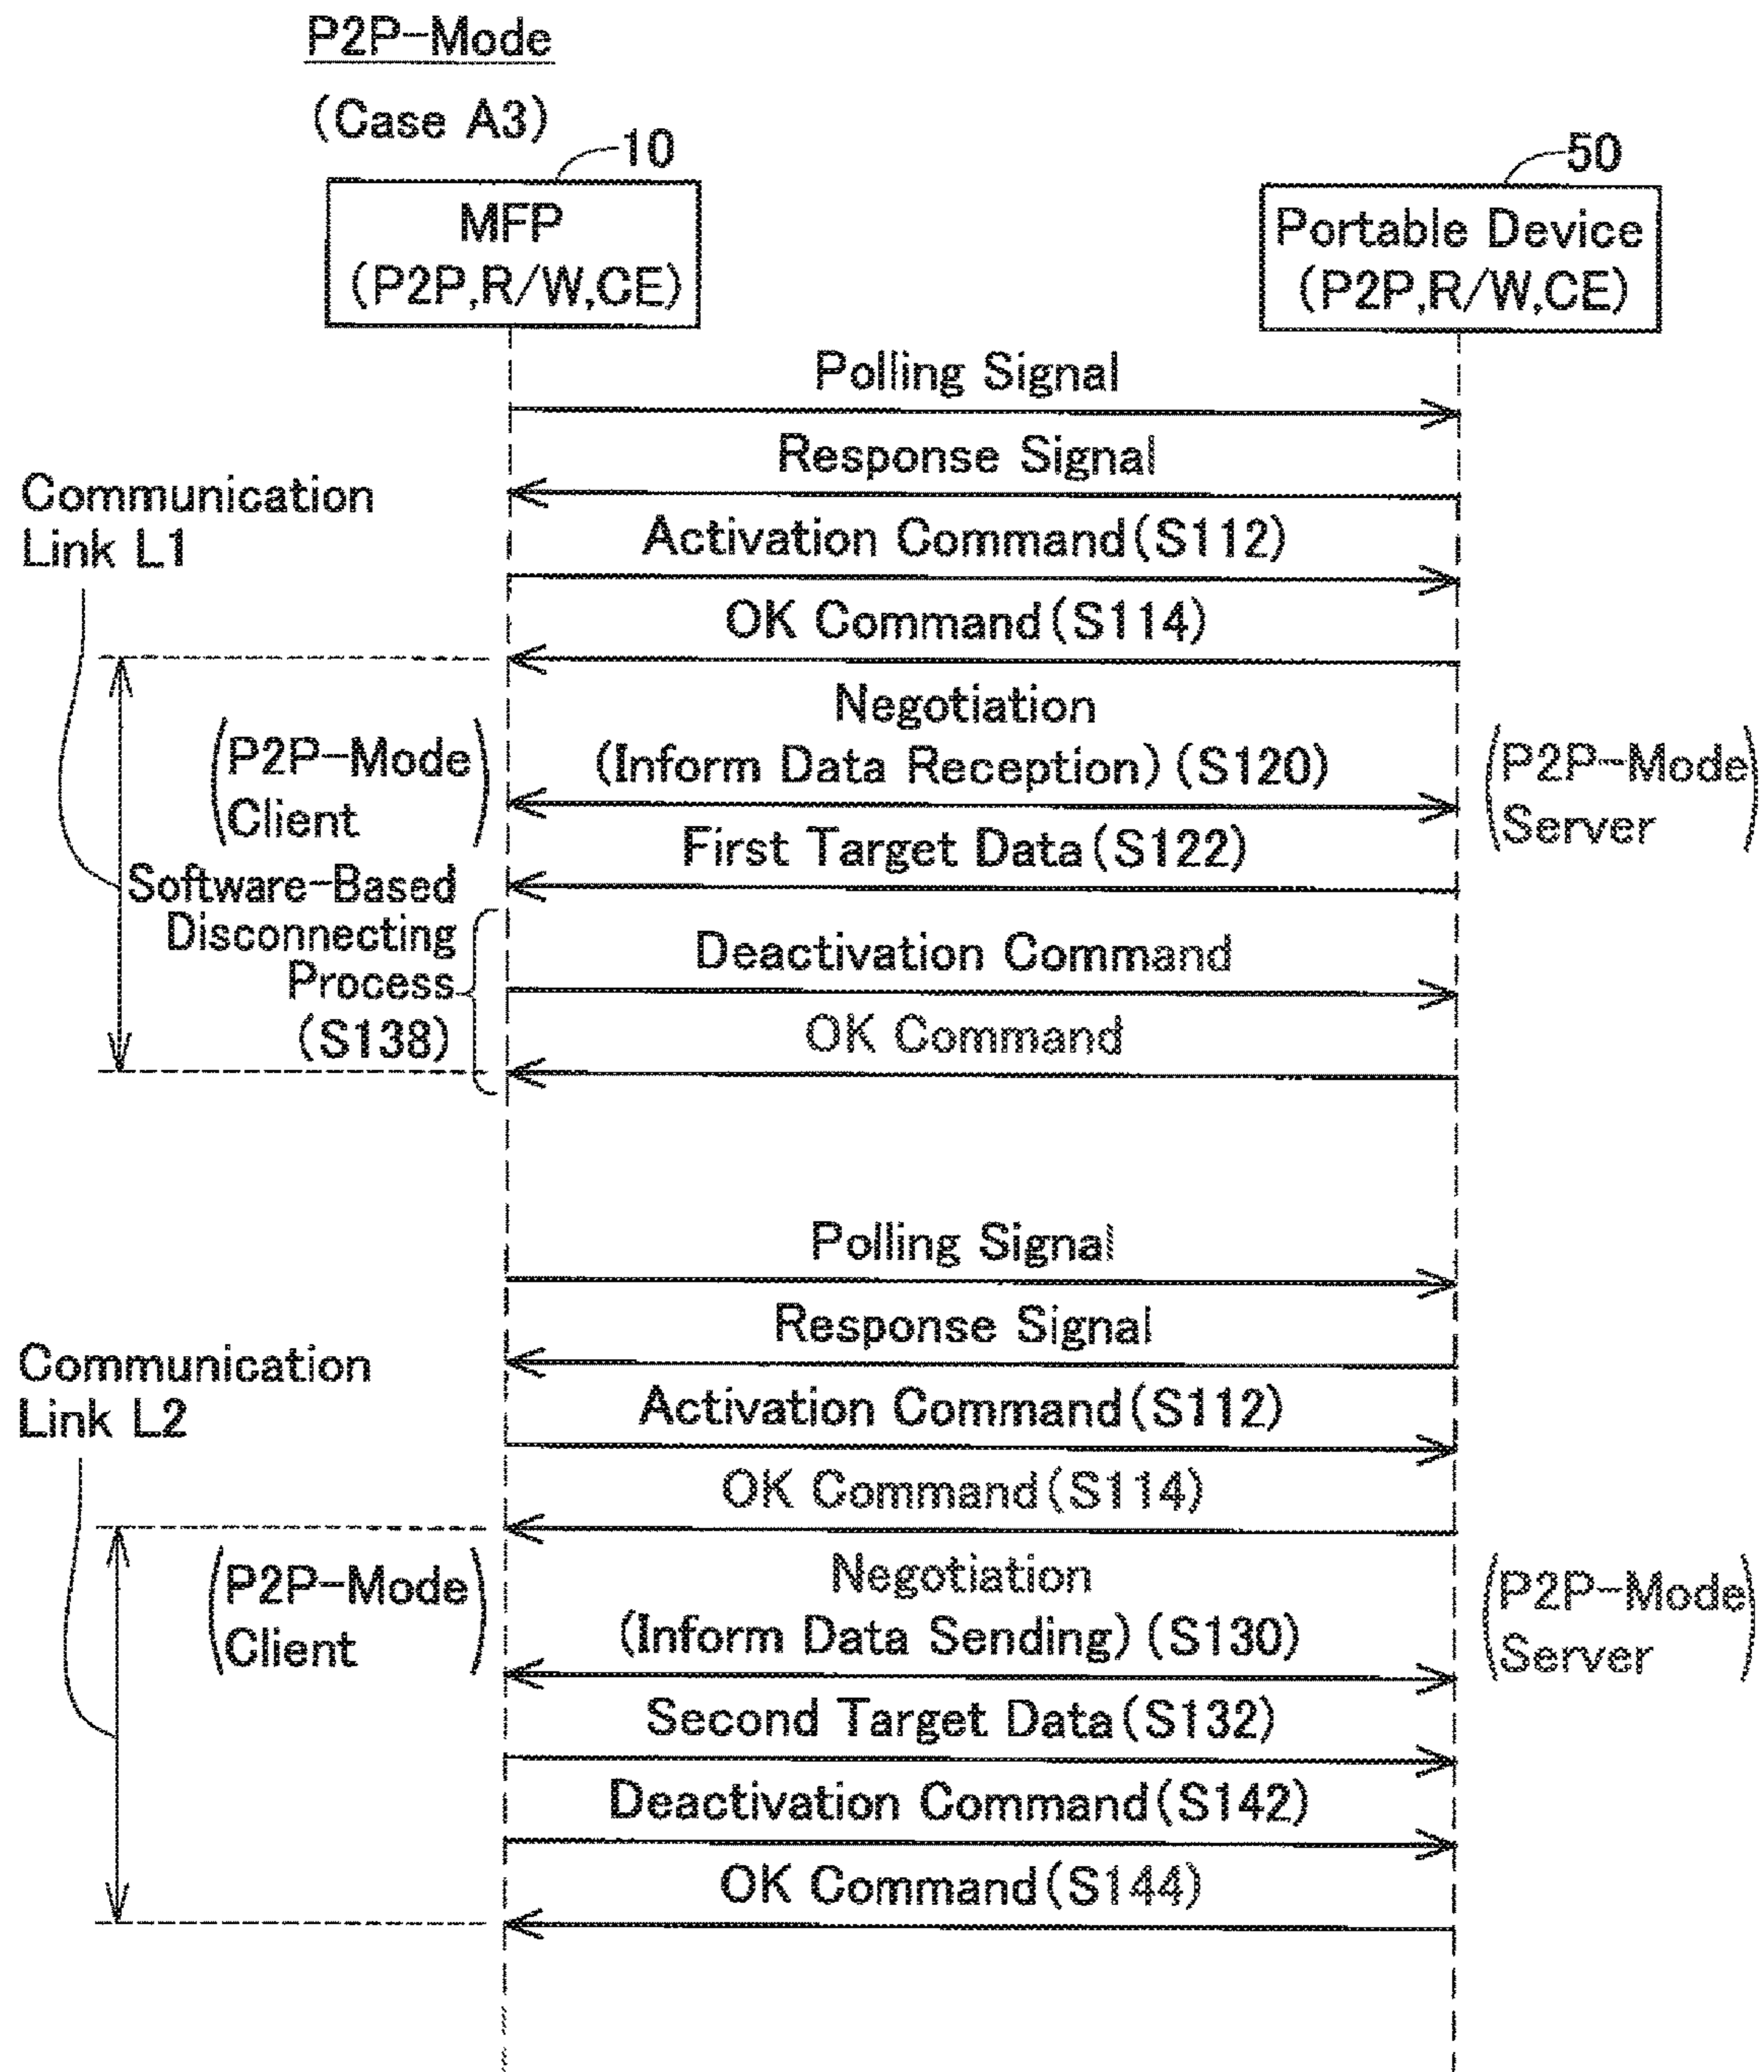 P2P-Mode
(Case A3)
10
50
MFP
(P2P,R/W,CE)
Portable Device
(P2P,R/W,CE)
Polling Signal
Response Signal
Communication
Link L1
Activation Command(S112)
OK Command(S114)
Negotiation
(Inform Data Reception)(S120)
(P2P-Mode
Client)
(P2P-Mode
Server)
First Target Data(S122)
Software-Based
Disconnecting
Process
(S138)
Deactivation Command
OK Command
Polling Signal
Response Signal
Communication
Link L2
Activation Command(S112)
OK Command(S114)
Negotiation
(Inform Data Sending)(S130)
(P2P-Mode
Client)
(P2P-Mode
Server)
Second Target Data(S132)
Deactivation Command(S142)
OK Command(S144)